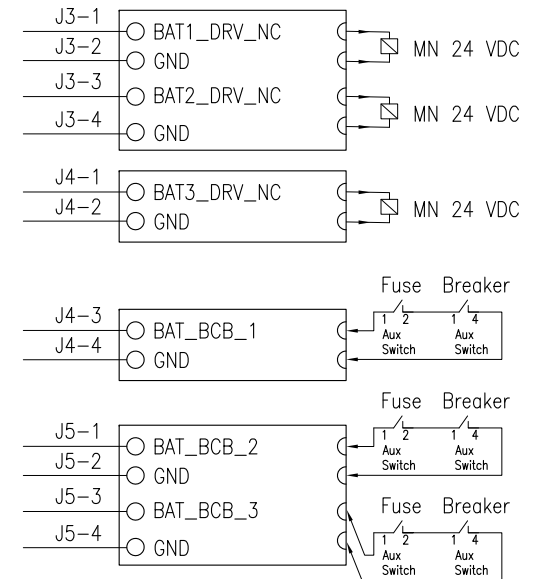 J3-1
BAT1_DRV_NC
J3-2
GND
MN 24 VDC
J3-3
BAT2_DRV_NC
MN 24 VDC
J3-4
GND
J4-1
BAT3_DRV_NC
J4-2
GND
MN 24 VDC
Fuse Breaker
J4-3
BAT_BCB_1
1 2 1 4
Aux Aux
Switch Switch
J4-4
GND
Fuse Breaker
J5-1
BAT_BCB_2
1 2 1 4
Aux Aux
Switch Switch
J5-2
GND
J5-3
BAT_BCB_3
Fuse Breaker
J5-4
GND
1 2 1 4
Aux Aux
Switch Switch